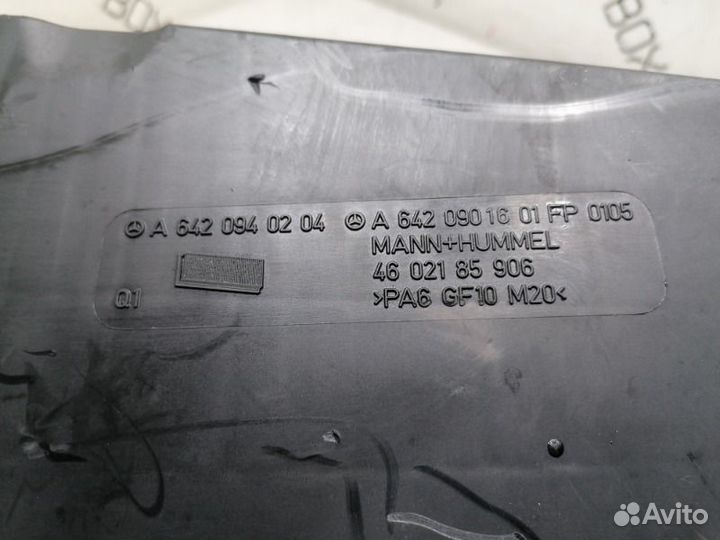 BOX
A 642 094 02 04 A 642 090 16 01 FP 0105
MANN+HUMMEL
46 021 85 906
Q1
>PA6 GF10 M20<
Avito